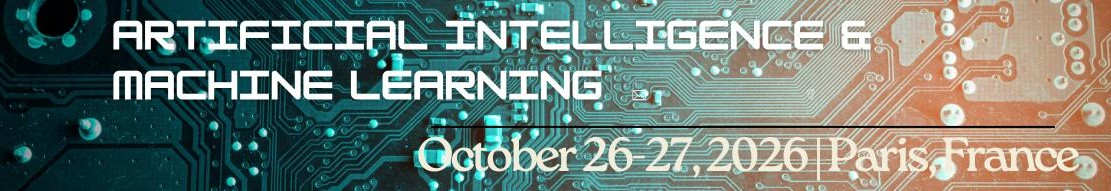 ARTIFICIAL INTELLIGENCE &
MACHINE LEARNING
October 26-27, 2026 | Paris, France